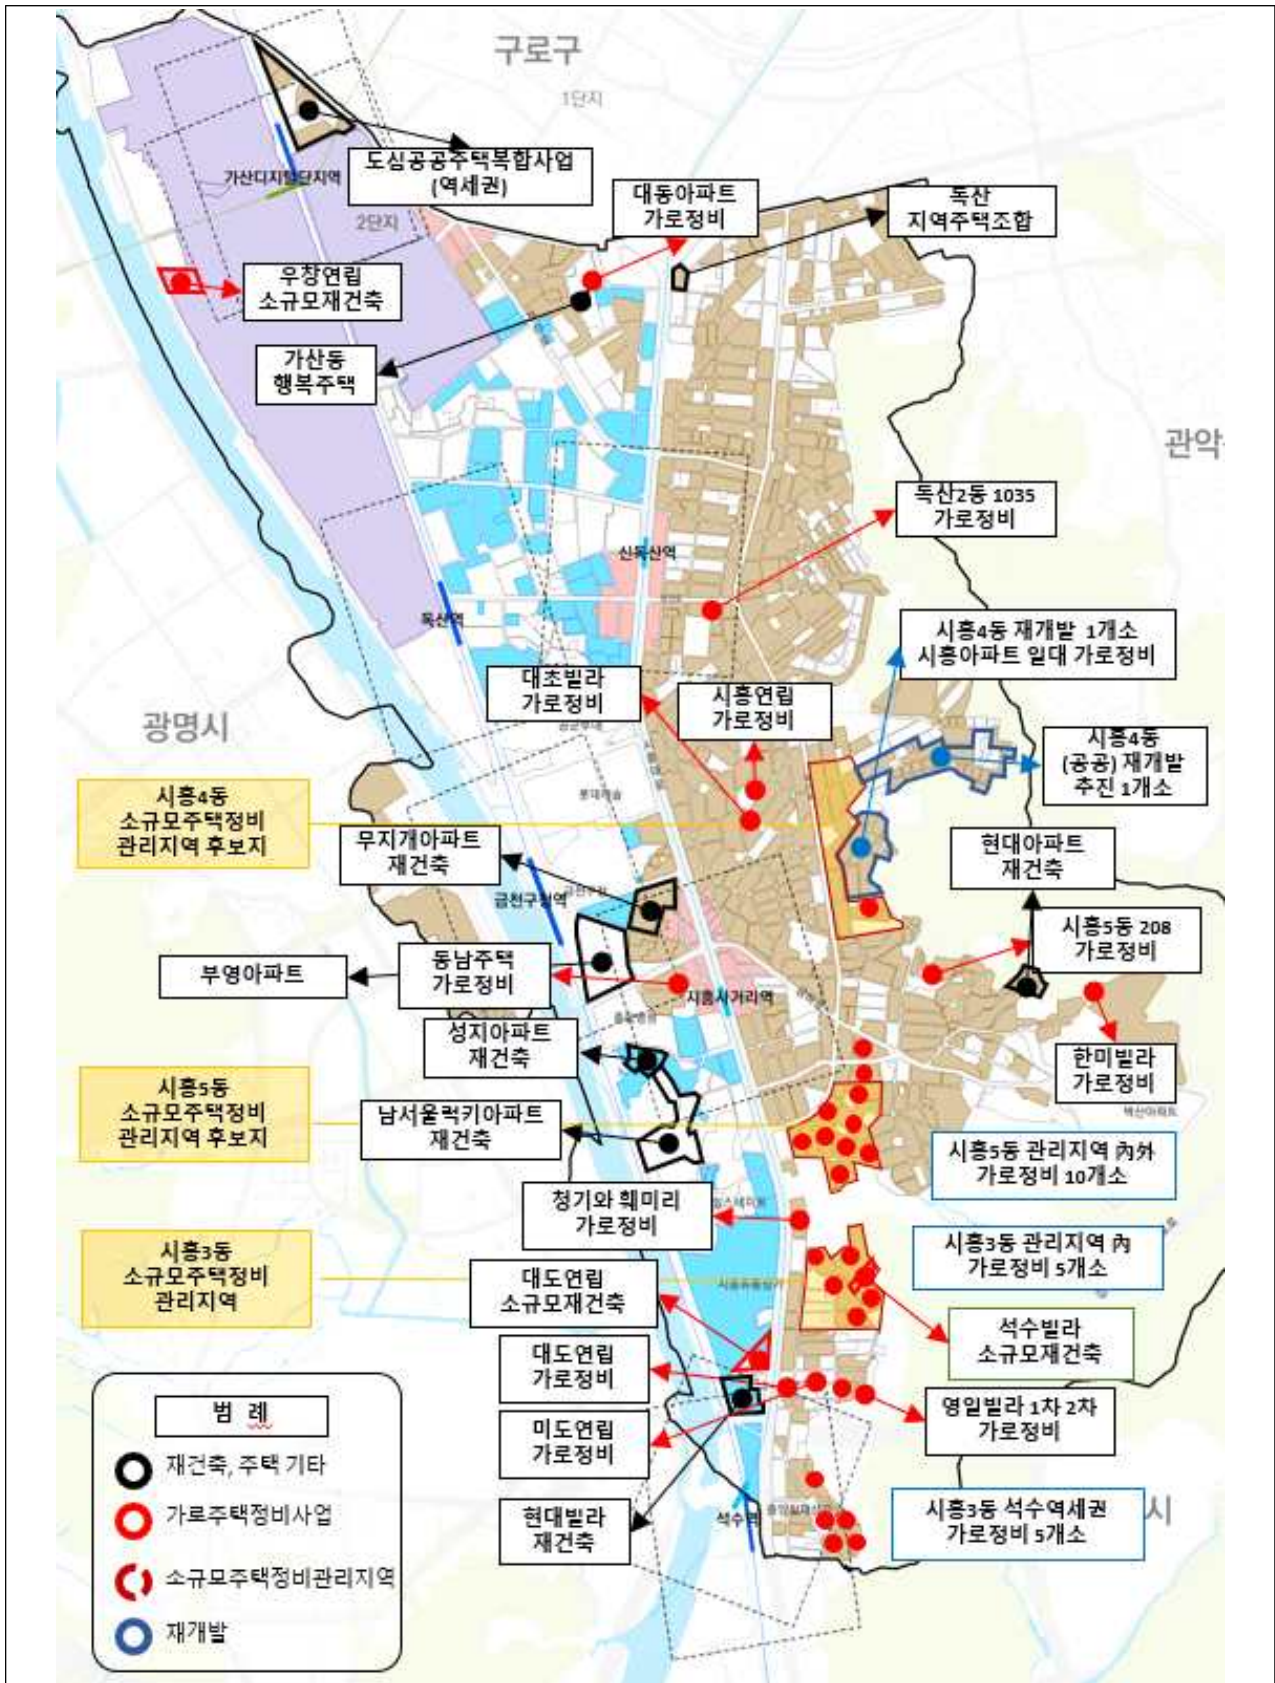 구로구
1단지
도심공공주택복합사업
(역세권)
가산디지털단지역
대동아파트
가로정비
독산
지역주택조합
2단지
우창연립
소규모재건축
가산동
행복주택
관악
독산2동 1035
가로정비
신독산역
독산역
시흥4동 재개발 1개소
시흥아파트 일대 가로정비
대초빌라
가로정비
시흥연립
가로정비
광명시
시흥4동
(공공) 재개발
추진 1개소
롯데캐슬
시흥4동
소규모주택정비
관리지역 후보지
무지개아파트
재건축
현대아파트
재건축
금천구청역
시흥5동 208
가로정비
부영아파트
동남주택
가로정비
시흥사거리역
성지아파트
재건축
한미빌라
가로정비
벽산아파트
시흥5동
소규모주택정비
관리지역 후보지
남서울럭키아파트
재건축
시흥5동 관리지역 內外
가로정비 10개소
청기와 훼미리
가로정비
시흥3동
소규모주택정비
관리지역
시흥3동 관리지역 內
가로정비 5개소
대도연립
소규모재건축
석수빌라
소규모재건축
대도연립
가로정비
영일빌라 1차 2차
가로정비
미도연립
가로정비
현대빌라
재건축
석수역
시흥3동 석수역세권
가로정비 5개소
시
범 례
재건축, 주택 기타
가로주택정비사업
소규모주택정비관리지역
재개발